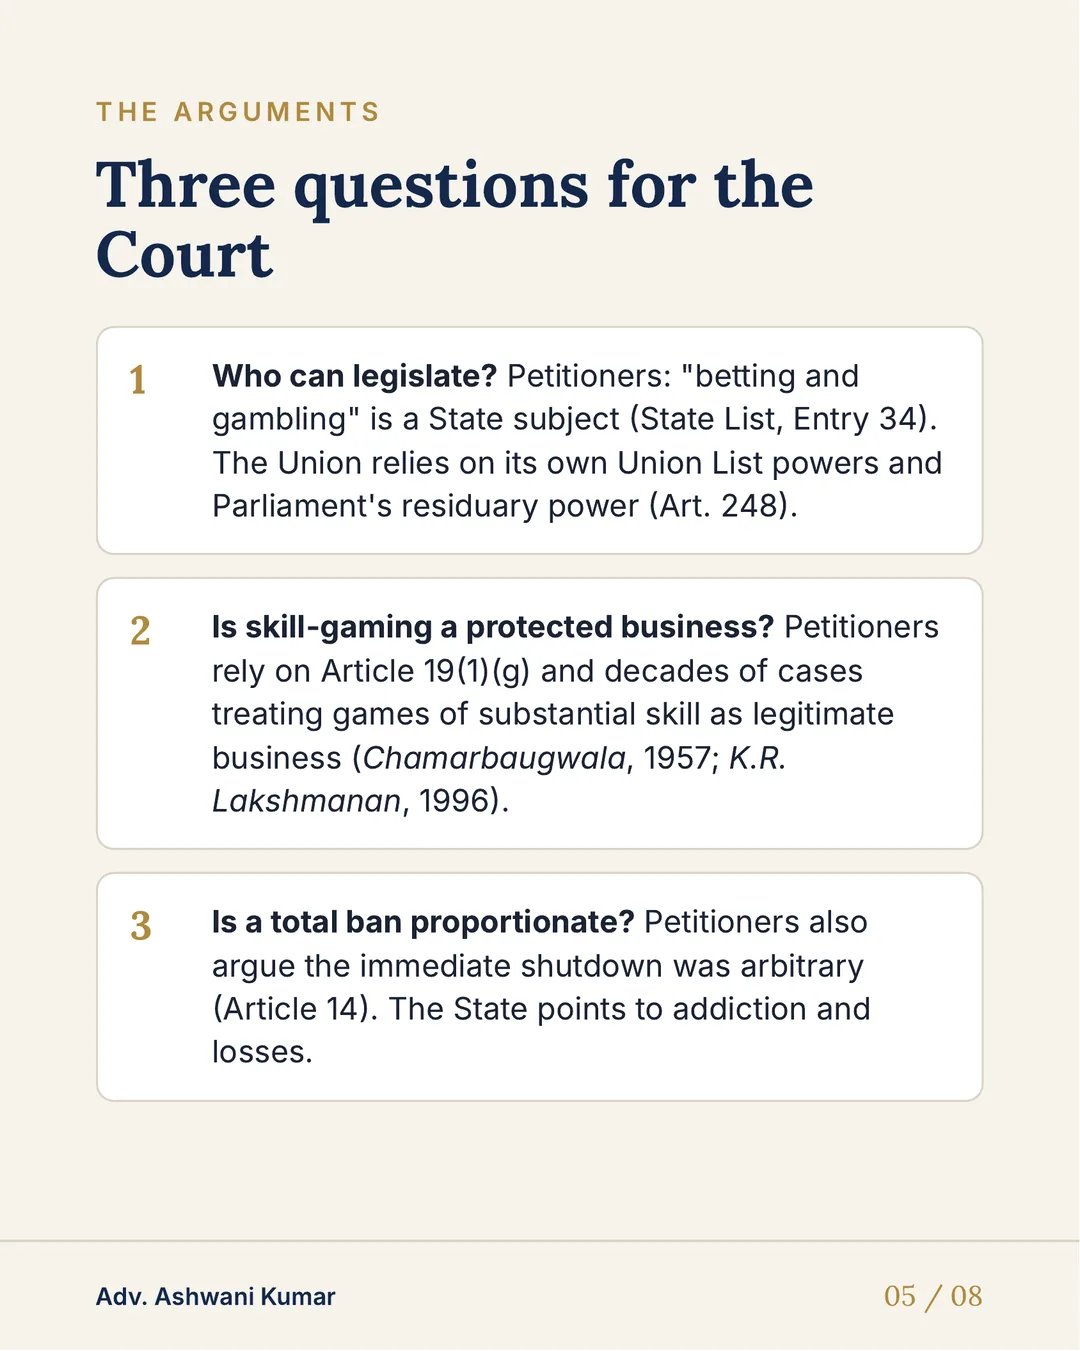 THE ARGUMENTS
Three questions for the
Court
1
Who can legislate? Petitioners: "betting and
gambling" is a State subject (State List, Entry 34).
The Union relies on its own Union List powers and
Parliament's residuary power (Art. 248).
2
Is skill-gaming a protected business? Petitioners
rely on Article 19(1)(g) and decades of cases
treating games of substantial skill as legitimate
business (Chamarbaugwala, 1957; K.R.
Lakshmanan, 1996).
3
Is a total ban proportionate? Petitioners also
argue the immediate shutdown was arbitrary
(Article 14). The State points to addiction and
losses.
Adv. Ashwani Kumar
05 / 08